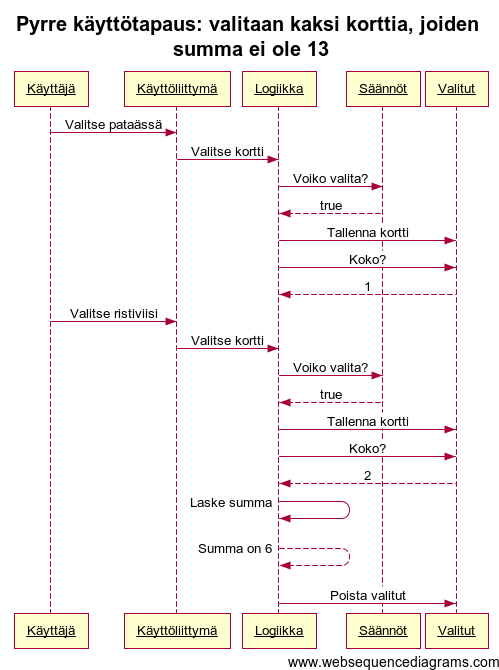 Pyrre käyttötapaus: valitaan kaksi korttia, joiden
summa ei ole 13
Käyttäjä Käyttöliittymä Logiikka Säännöt Valitut
Valitse pataässä
Valitse kortti
Voiko valita?
true
Tallenna kortti
Koko?
1
Valitse ristiviisi
Valitse kortti
Voiko valita?
true
Tallenna kortti
Koko?
2
Laske summa
Summa on 6
Poista valitut
Käyttäjä Käyttöliittymä Logiikka Säännöt Valitut
www.websequencediagrams.com